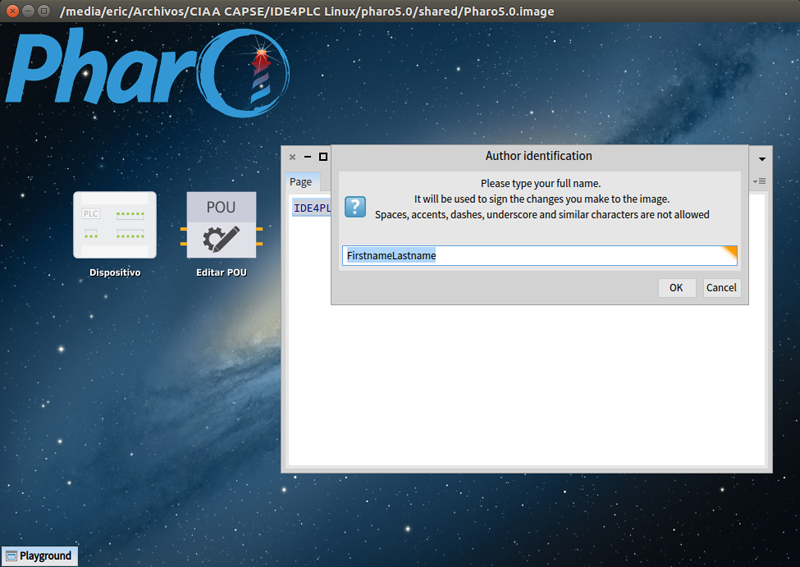 /media/eric/Archivos/CIAA CAPSE/IDE4PLC Linux/pharo5.0/shared/Pharo5.0.image
Pharo
Author identification
Page
Please type your full name.
It will be used to sign the changes you make to the image.
Spaces, accents, dashes, underscore and similar characters are not allowed
IDE4PL
FirstnameLastname
OK
Cancel
PLC
POU
Dispositivo
Editar POU
Playground